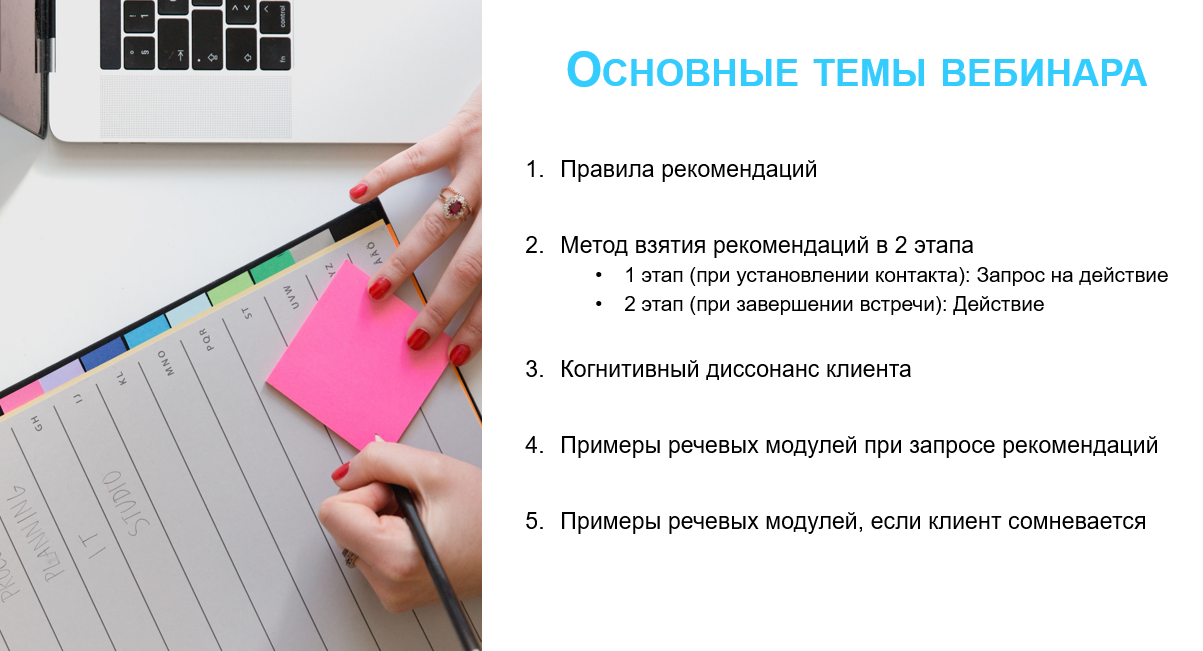 Основные темы вебинара
1. Правила рекомендаций
2. Метод взятия рекомендаций в 2 этапа
• 1 этап (при установлении контакта): Запрос на действие
• 2 этап (при завершении встречи): Действие
3. Когнитивный диссонанс клиента
4. Примеры речевых модулей при запросе рекомендаций
5. Примеры речевых модулей, если клиент сомневается
control
fn
ÅÄÖ
YZ
UVW
ST
PQR
MNO
KL
IJ
GH
PLANNING
IT
STUDIO